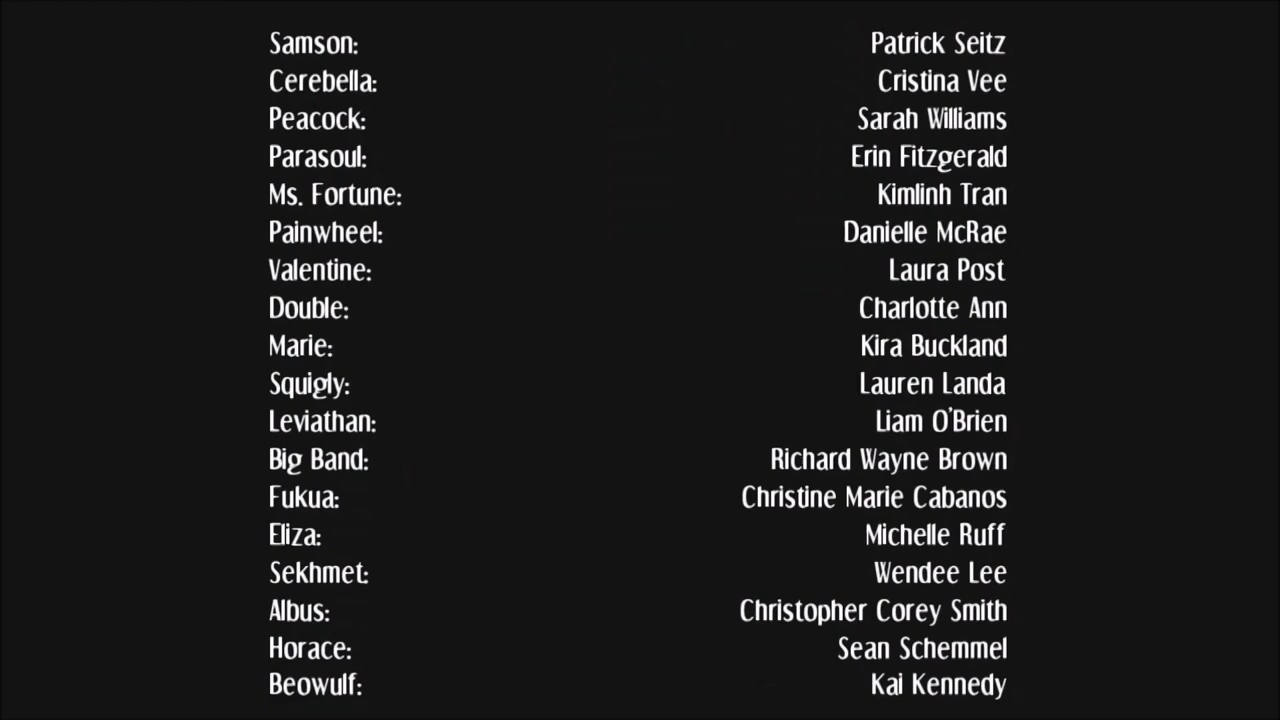 Samson: Patrick Seitz
Cerebella: Cristina Vee
Peacock: Sarah Williams
Parasoul: Erin Fitzgerald
Ms. Fortune: Kimlinh Tran
Painwheel: Danielle McRae
Valentine: Laura Post
Double: Charlotte Ann
Marie: Kira Buckland
Squigly: Lauren Landa
Leviathan: Liam O'Brien
Big Band: Richard Wayne Brown
Fukua: Christine Marie Cabanos
Eliza: Michelle Ruff
Sekhmet: Wendee Lee
Albus: Christopher Corey Smith
Horace: Sean Schemmel
Beowulf: Kai Kennedy